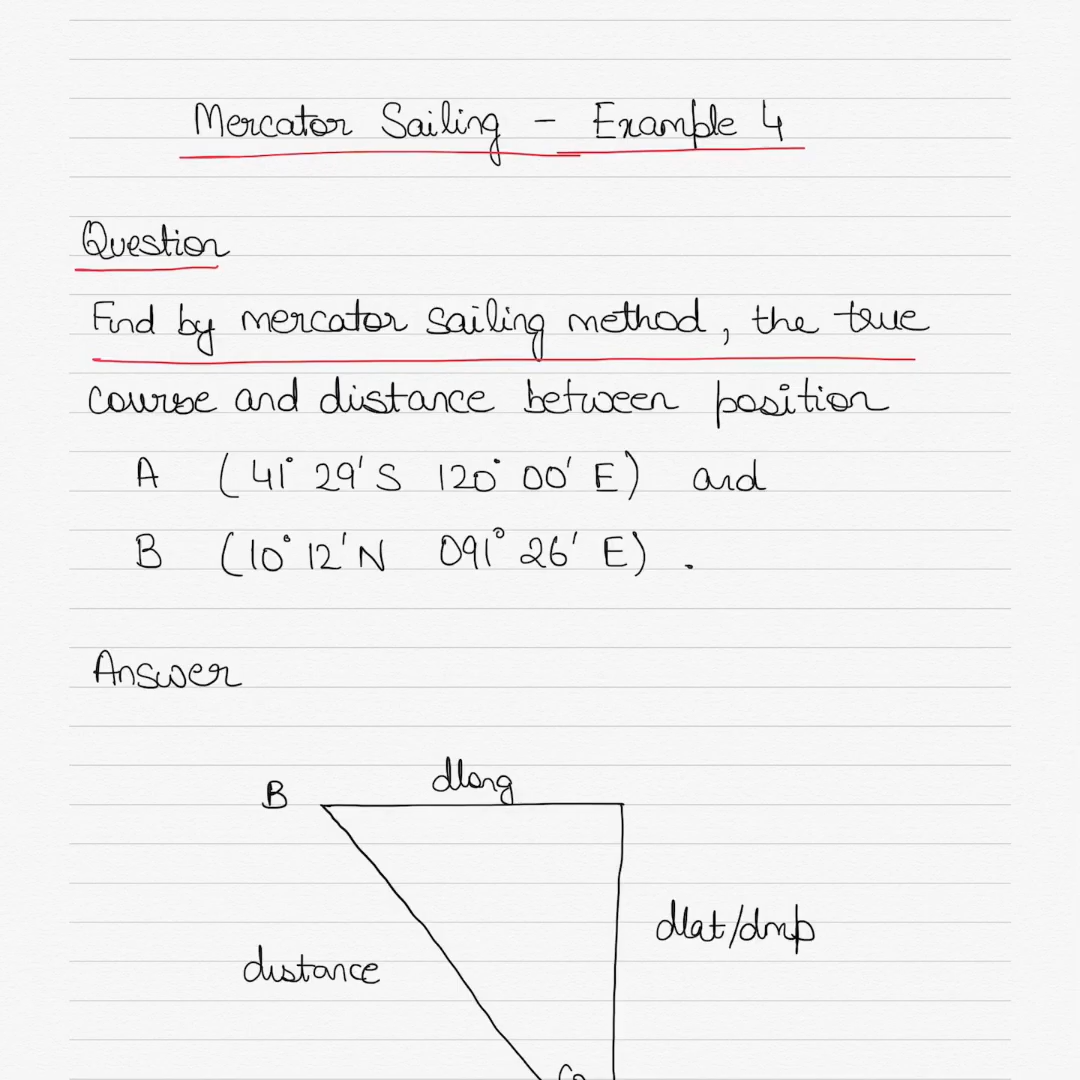 Mercator Sailing - Example 4
Question
Find by mercator sailing method, the true
course and distance between position
A (41° 29' S 120° 00' E) and
B (10° 12' N 091° 26' E).
Answer
dlong
B
dlat/dmp
distance
Co